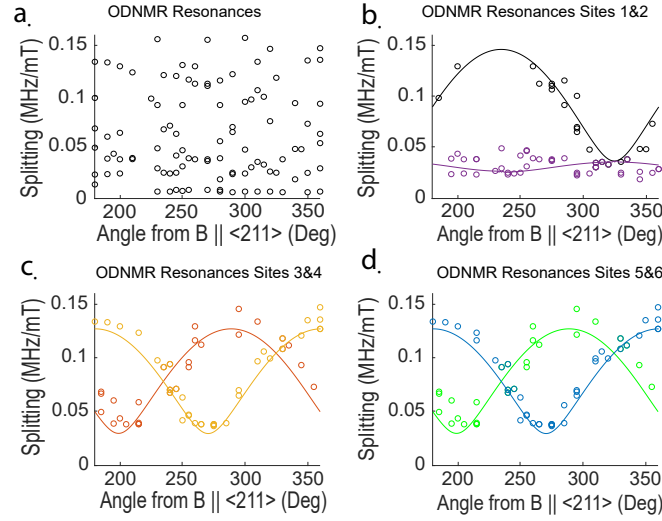 a.
ODNMR Resonances
Splitting (MHz/mT)
0.15
0.1
0.05
0
200
250
300
350
Angle from B || <211> (Deg)
b.
ODNMR Resonances Sites 1&2
Splitting (MHz/mT)
0.15
0.1
0.05
0
200
250
300
350
Angle from B || <211> (Deg)
c.
ODNMR Resonances Sites 3&4
Splitting (MHz/mT)
0.15
0.1
0.05
0
200
250
300
350
Angle from B || <211> (Deg)
d.
ODNMR Resonances Sites 5&6
Splitting (MHz/mT)
0.15
0.1
0.05
0
200
250
300
350
Angle from B || <211> (Deg)